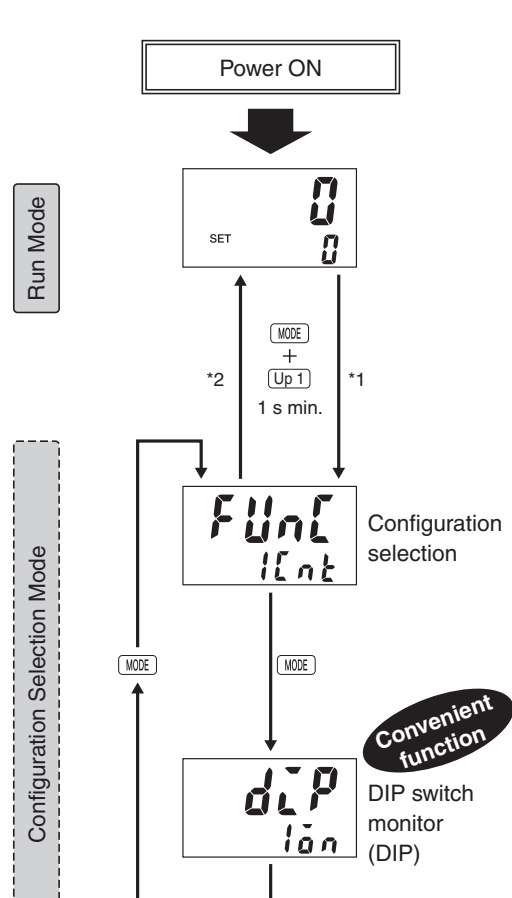 Power ON
Run Mode
0
SET
0
MODE
+
Up 1
1 s min.
*2
*1
Configuration Selection Mode
FUnC
1Cnt
Configuration
selection
MODE
MODE
Convenient
function
diP
1on
DIP switch
monitor
(DIP)